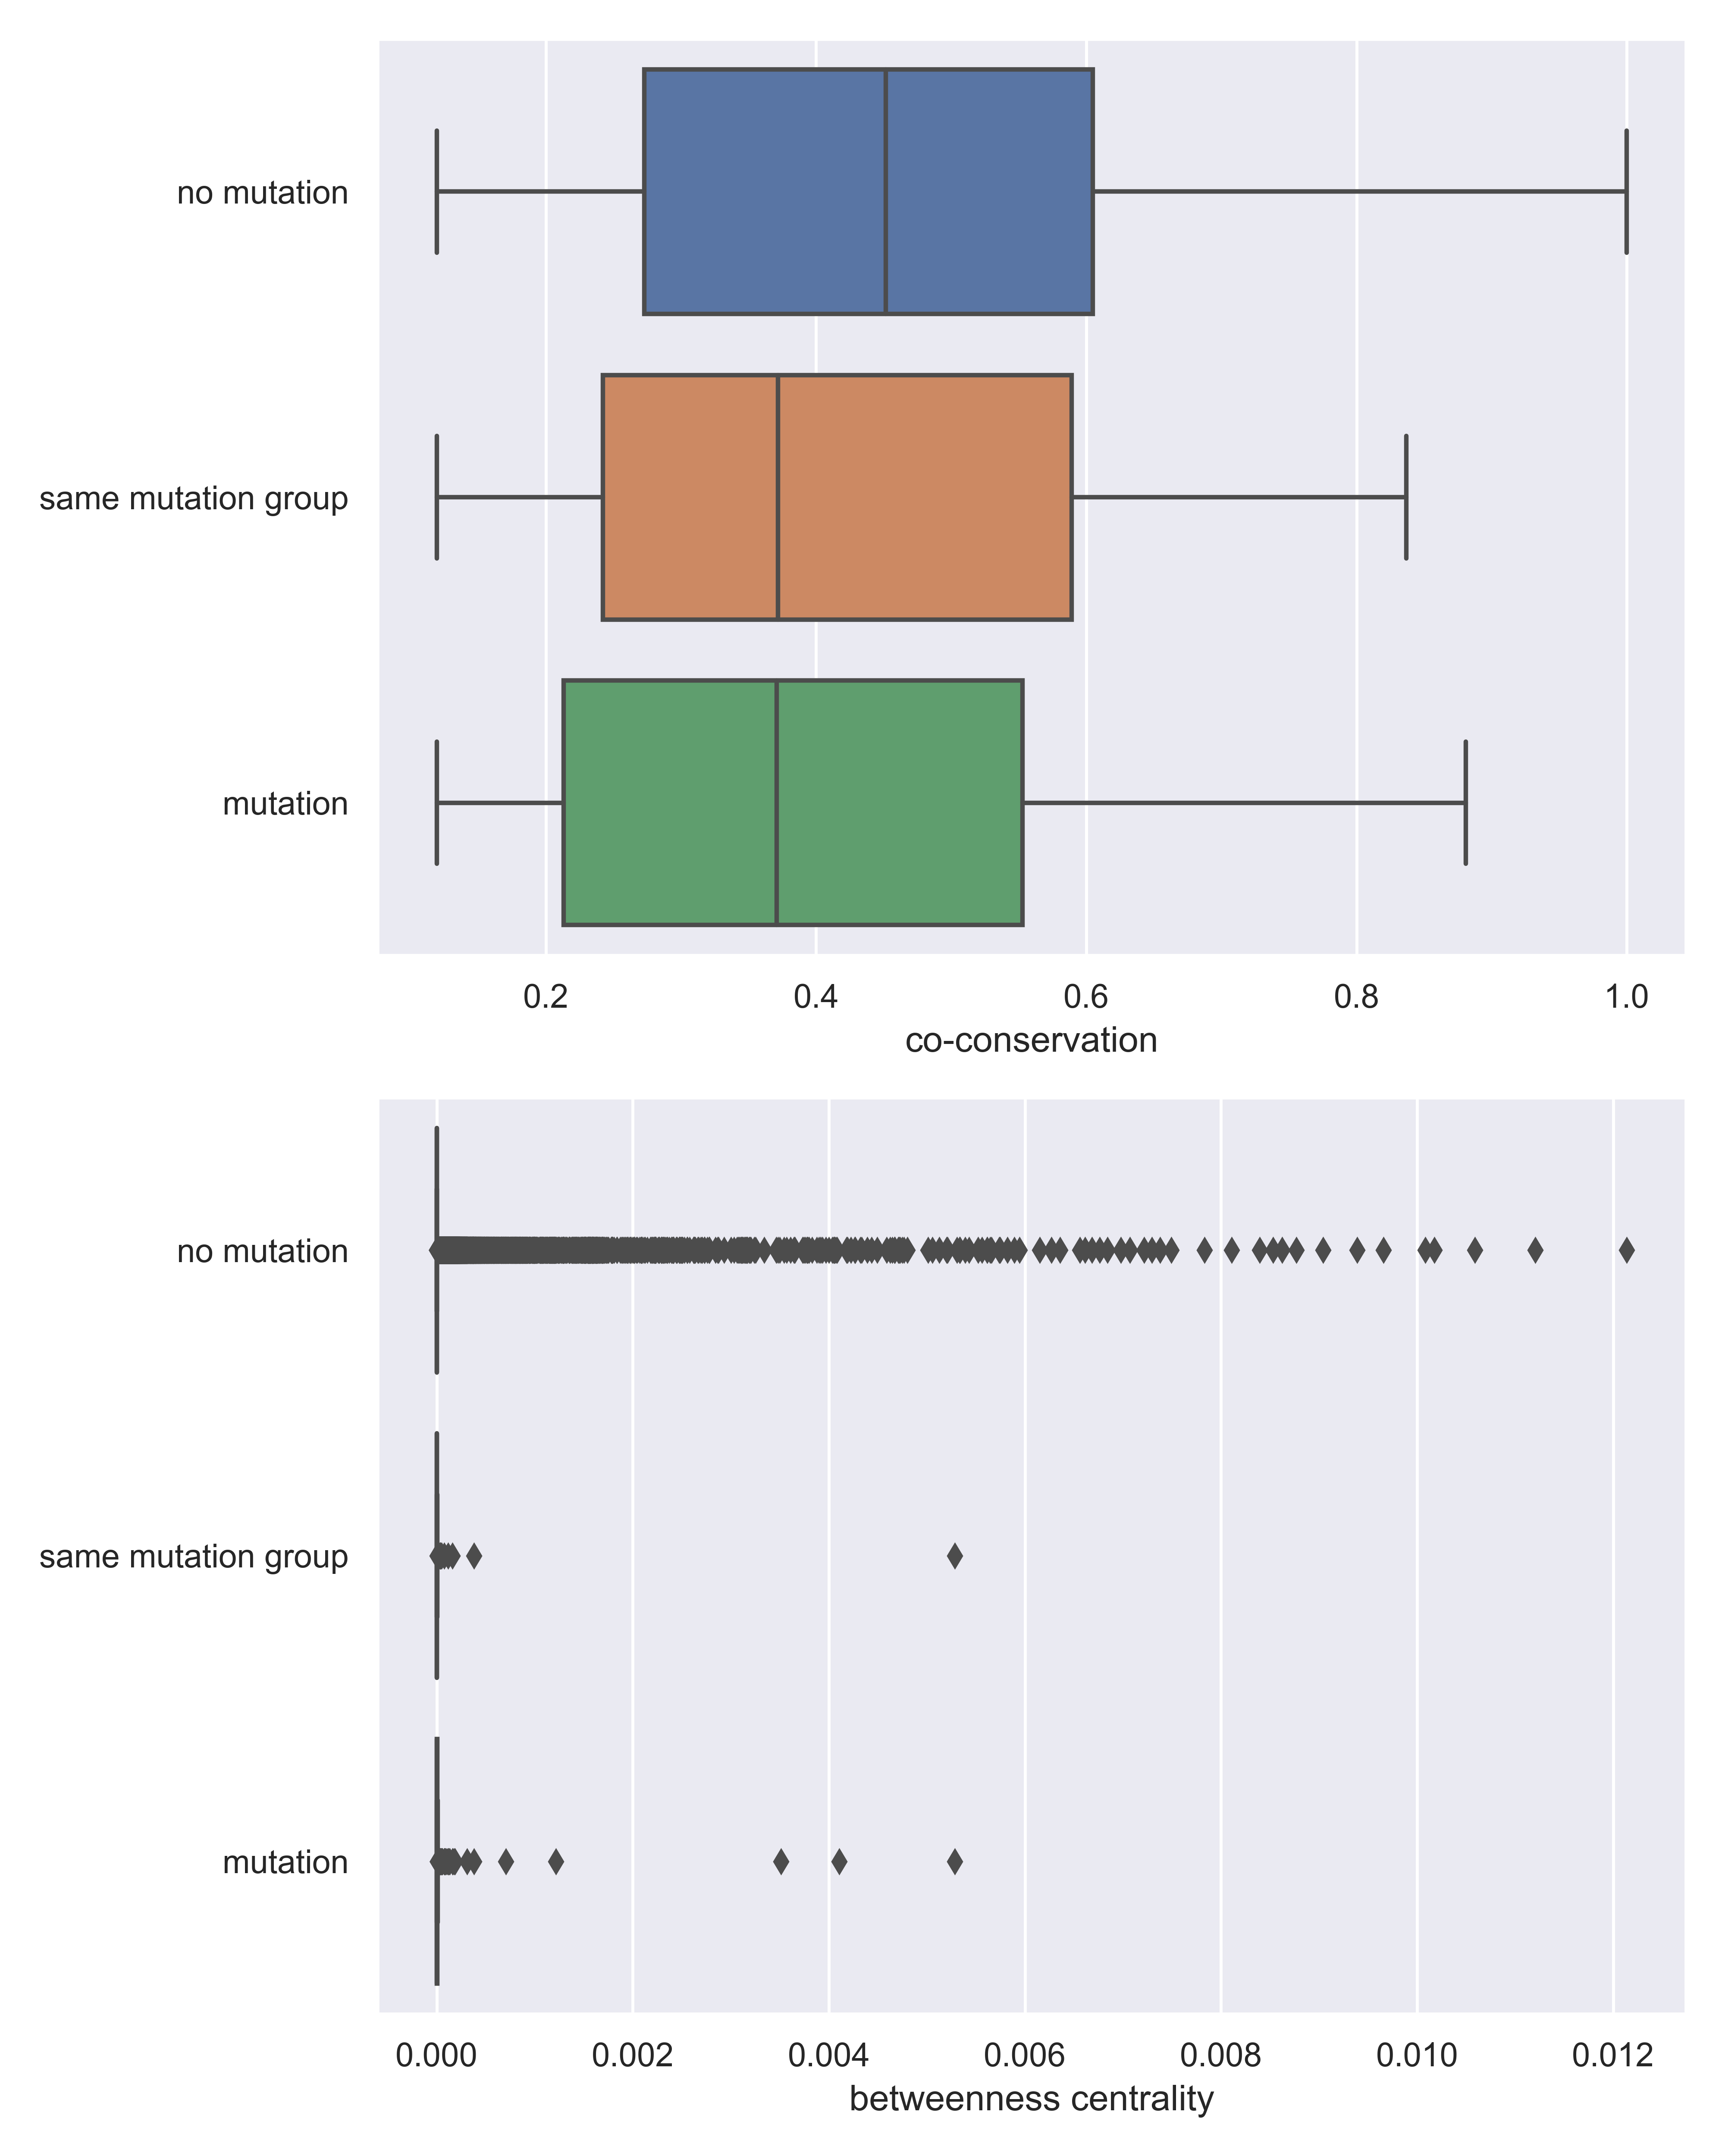 no mutation
same mutation group
mutation
0.2 0.4 0.6 0.8 1.0
co-conservation
no mutation
same mutation group
mutation
0.000 0.002 0.004 0.006 0.008 0.010 0.012
betweenness centrality